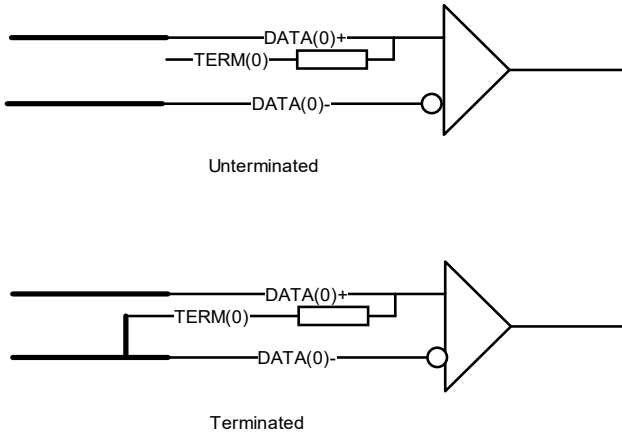 DATA(0)+
TERM(0)
DATA(0)-
Unterminated
DATA(0)+
TERM(0)
DATA(0)-
Terminated